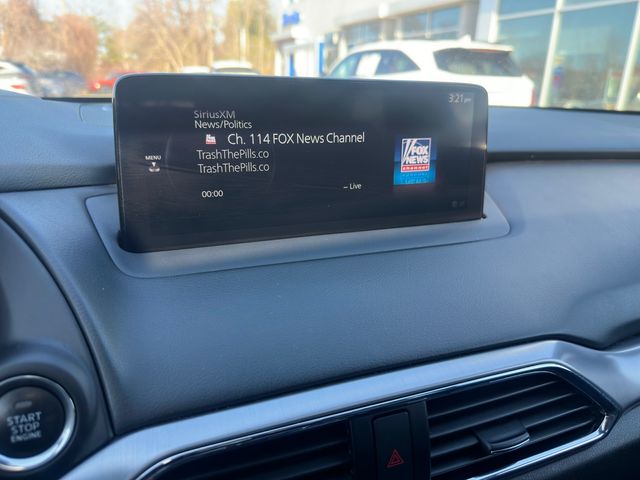 SiriusXM
3:21 pm
News/Politics
Ch. 114 FOX News Channel
MENU
TrashThePills.co
TrashThePills.co
00:00
-- Live
FOX
NEWS
channel
START
STOP
ENGINE